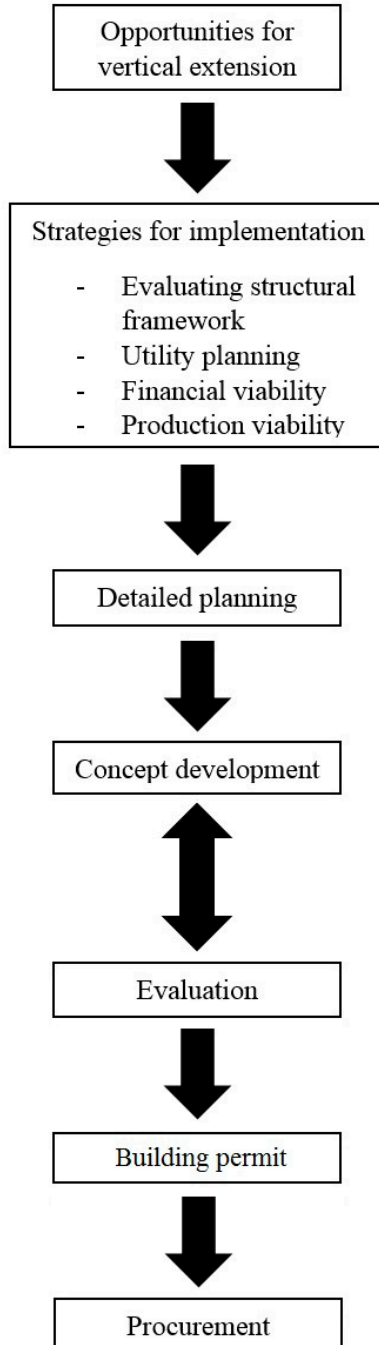 Opportunities for
vertical extension
Strategies for implementation
- Evaluating structural
framework
- Utility planning
- Financial viability
- Production viability
Detailed planning
Concept development
Evaluation
Building permit
Procurement